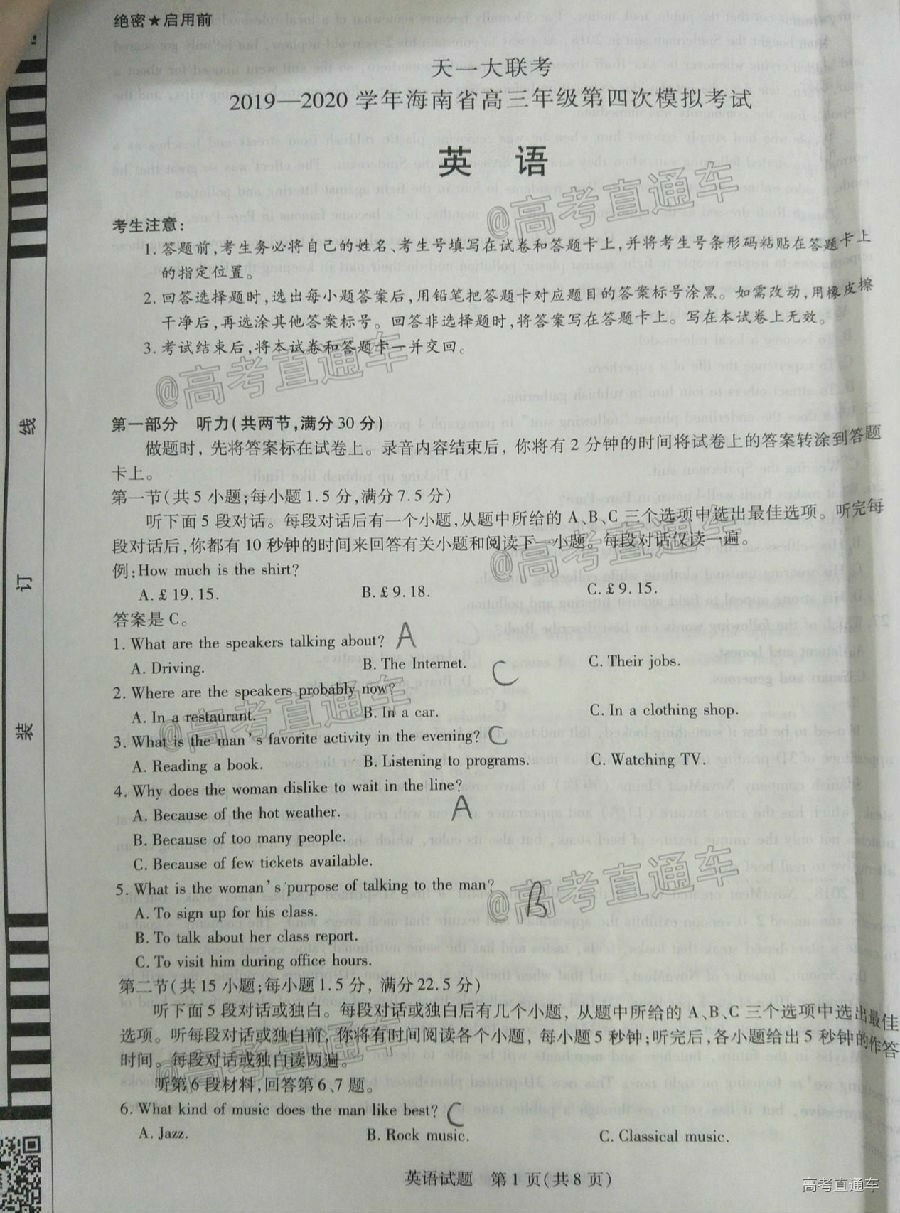 绝密★启用前
天一大联考
2019—2020学年海南省高三年级第四次模拟考试
英 语
考生注意:
1.答题前,考生务必将自己的姓名、考生号填写在试卷和答题卡上,并将考生号条形码粘贴在答题卡上
的指定位置。
2.回答选择题时,选出每小题答案后,用铅笔把答题卡对应题目的答案标号涂黑。如需改动,用橡皮擦
干净后,再选涂其他答案标号。回答非选择题时,将答案写在答题卡上。写在本试卷上无效。
3.考试结束后,将本试卷和答题卡一并交回。
第一部分 听力(共两节,满分30分)
做题时,先将答案标在试卷上。录音内容结束后,你将有2分钟的时间将试卷上的答案转涂到答题
卡上。
第一节(共5小题;每小题1.5分,满分7.5分)
听下面5段对话。每段对话后有一个小题,从题中所给的A、B、C三个选项中选出最佳选项。听完每
段对话后,你都有10秒钟的时间来回答有关小题和阅读下一小题。每段对话仅读一遍。
例:How much is the shirt?
A. £ 19. 15. B. £ 9. 18. C. £ 9. 15.
答案是C。
1. What are the speakers talking about? A
A. Driving. B. The Internet. C. Their jobs.
2. Where are the speakers probably now? C
A. In a restaurant. B. In a car. C. In a clothing shop.
3. What is the man's favorite activity in the evening? C
A. Reading a book. B. Listening to programs. C. Watching TV.
4. Why does the woman dislike to wait in the line? A
A. Because of the hot weather.
B. Because of too many people.
C. Because of few tickets available.
5. What is the woman's purpose of talking to the man? B
A. To sign up for his class.
B. To talk about her class report.
C. To visit him during office hours.
第二节(共15小题;每小题1.5分,满分22.5分)
听下面5段对话或独白。每段对话或独白后有几个小题,从题中所给的A、B、C三个选项中选出最佳
选项。听每段对话或独白前,你将有时间阅读各个小题,每小题5秒钟;听完后,各小题给出5秒钟的作答
时间。每段对话或独白读两遍。
听第6段材料,回答第6、7题。
6. What kind of music does the man like best? C
A. Jazz. B. Rock music. C. Classical music.
英语试题 第1页(共8页)
线
订
装
@高考直通车
@高考直通车
@高考直通车
@高考直通车
@高考直通车
@高考直通车
高考直通车